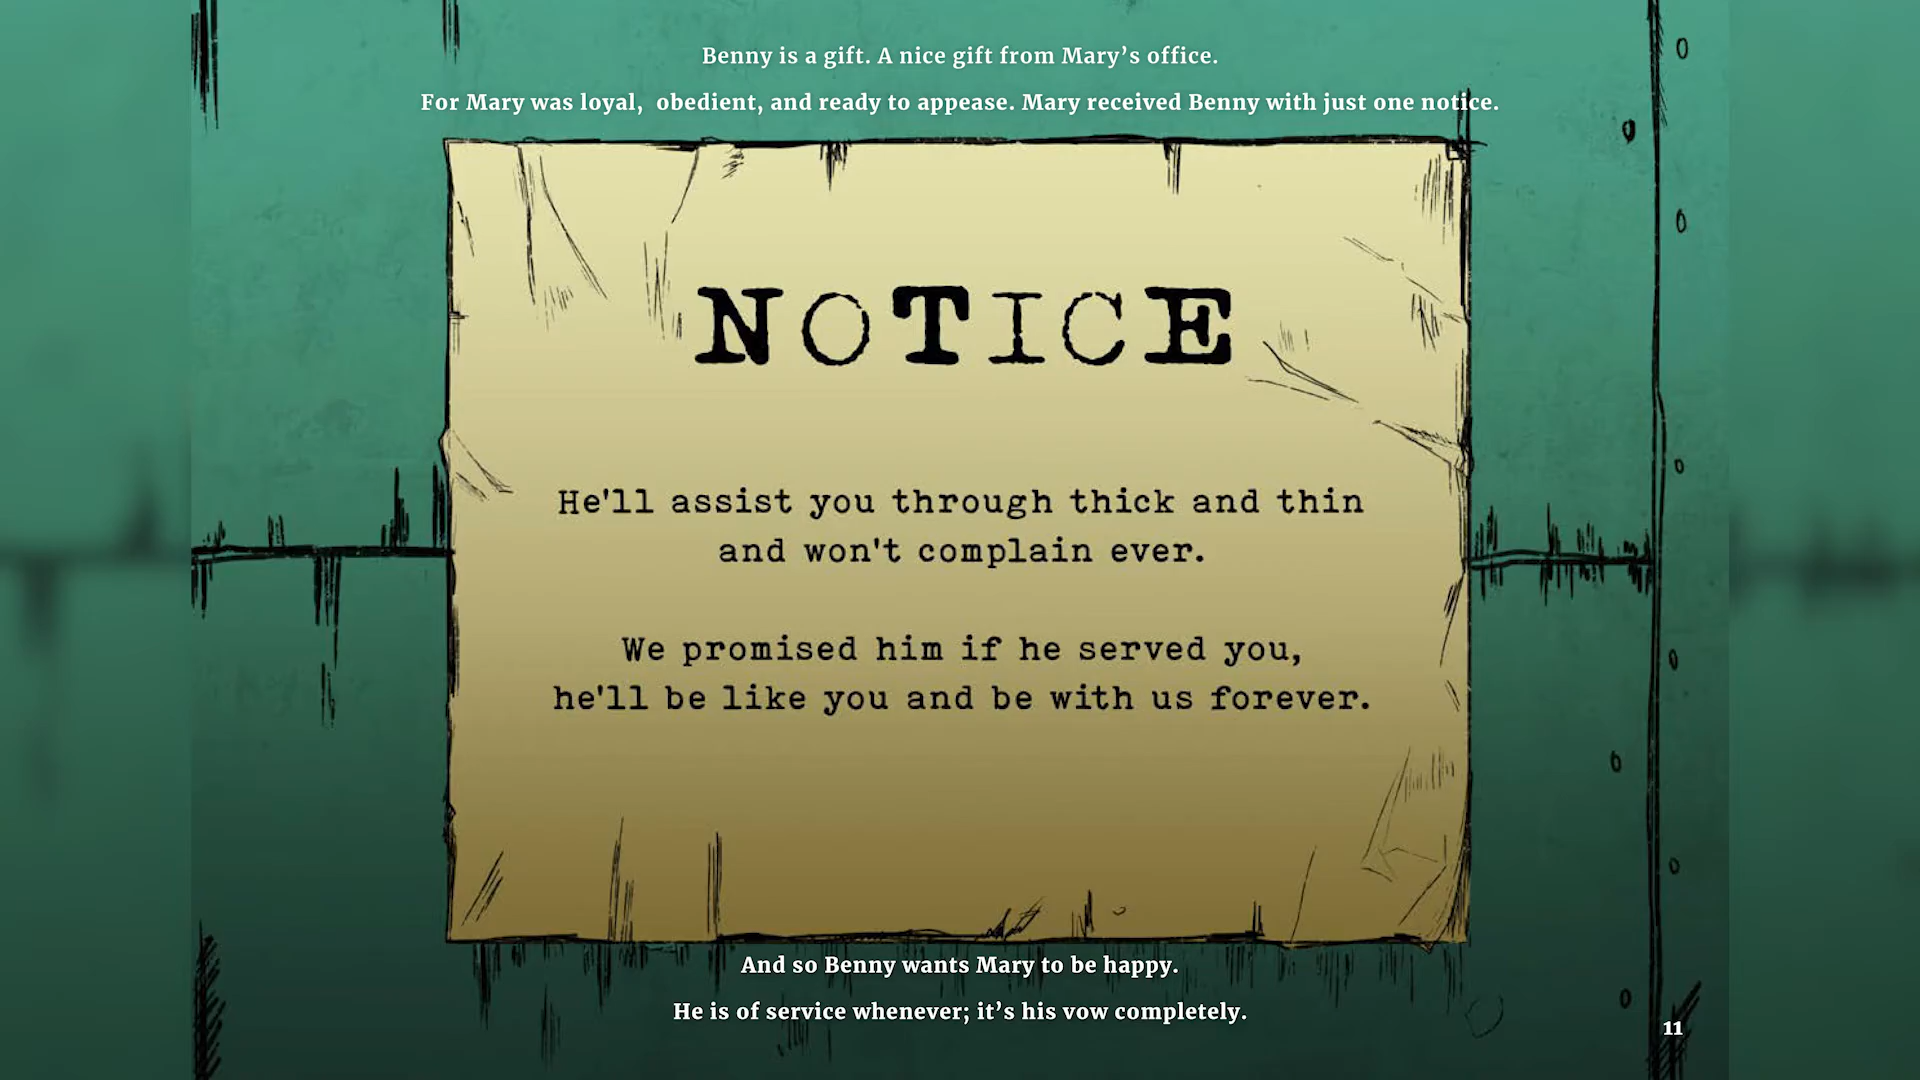 Benny is a gift. A nice gift from Mary’s office.
For Mary was loyal,  obedient, and ready to appease. Mary received Benny with just one notice.
NOTICE
He'll assist you through thick and thin
and won't complain ever.
We promised him if he served you,
he'll be like you and be with us forever.
And so Benny wants Mary to be happy.
He is of service whenever; it’s his vow completely.
11